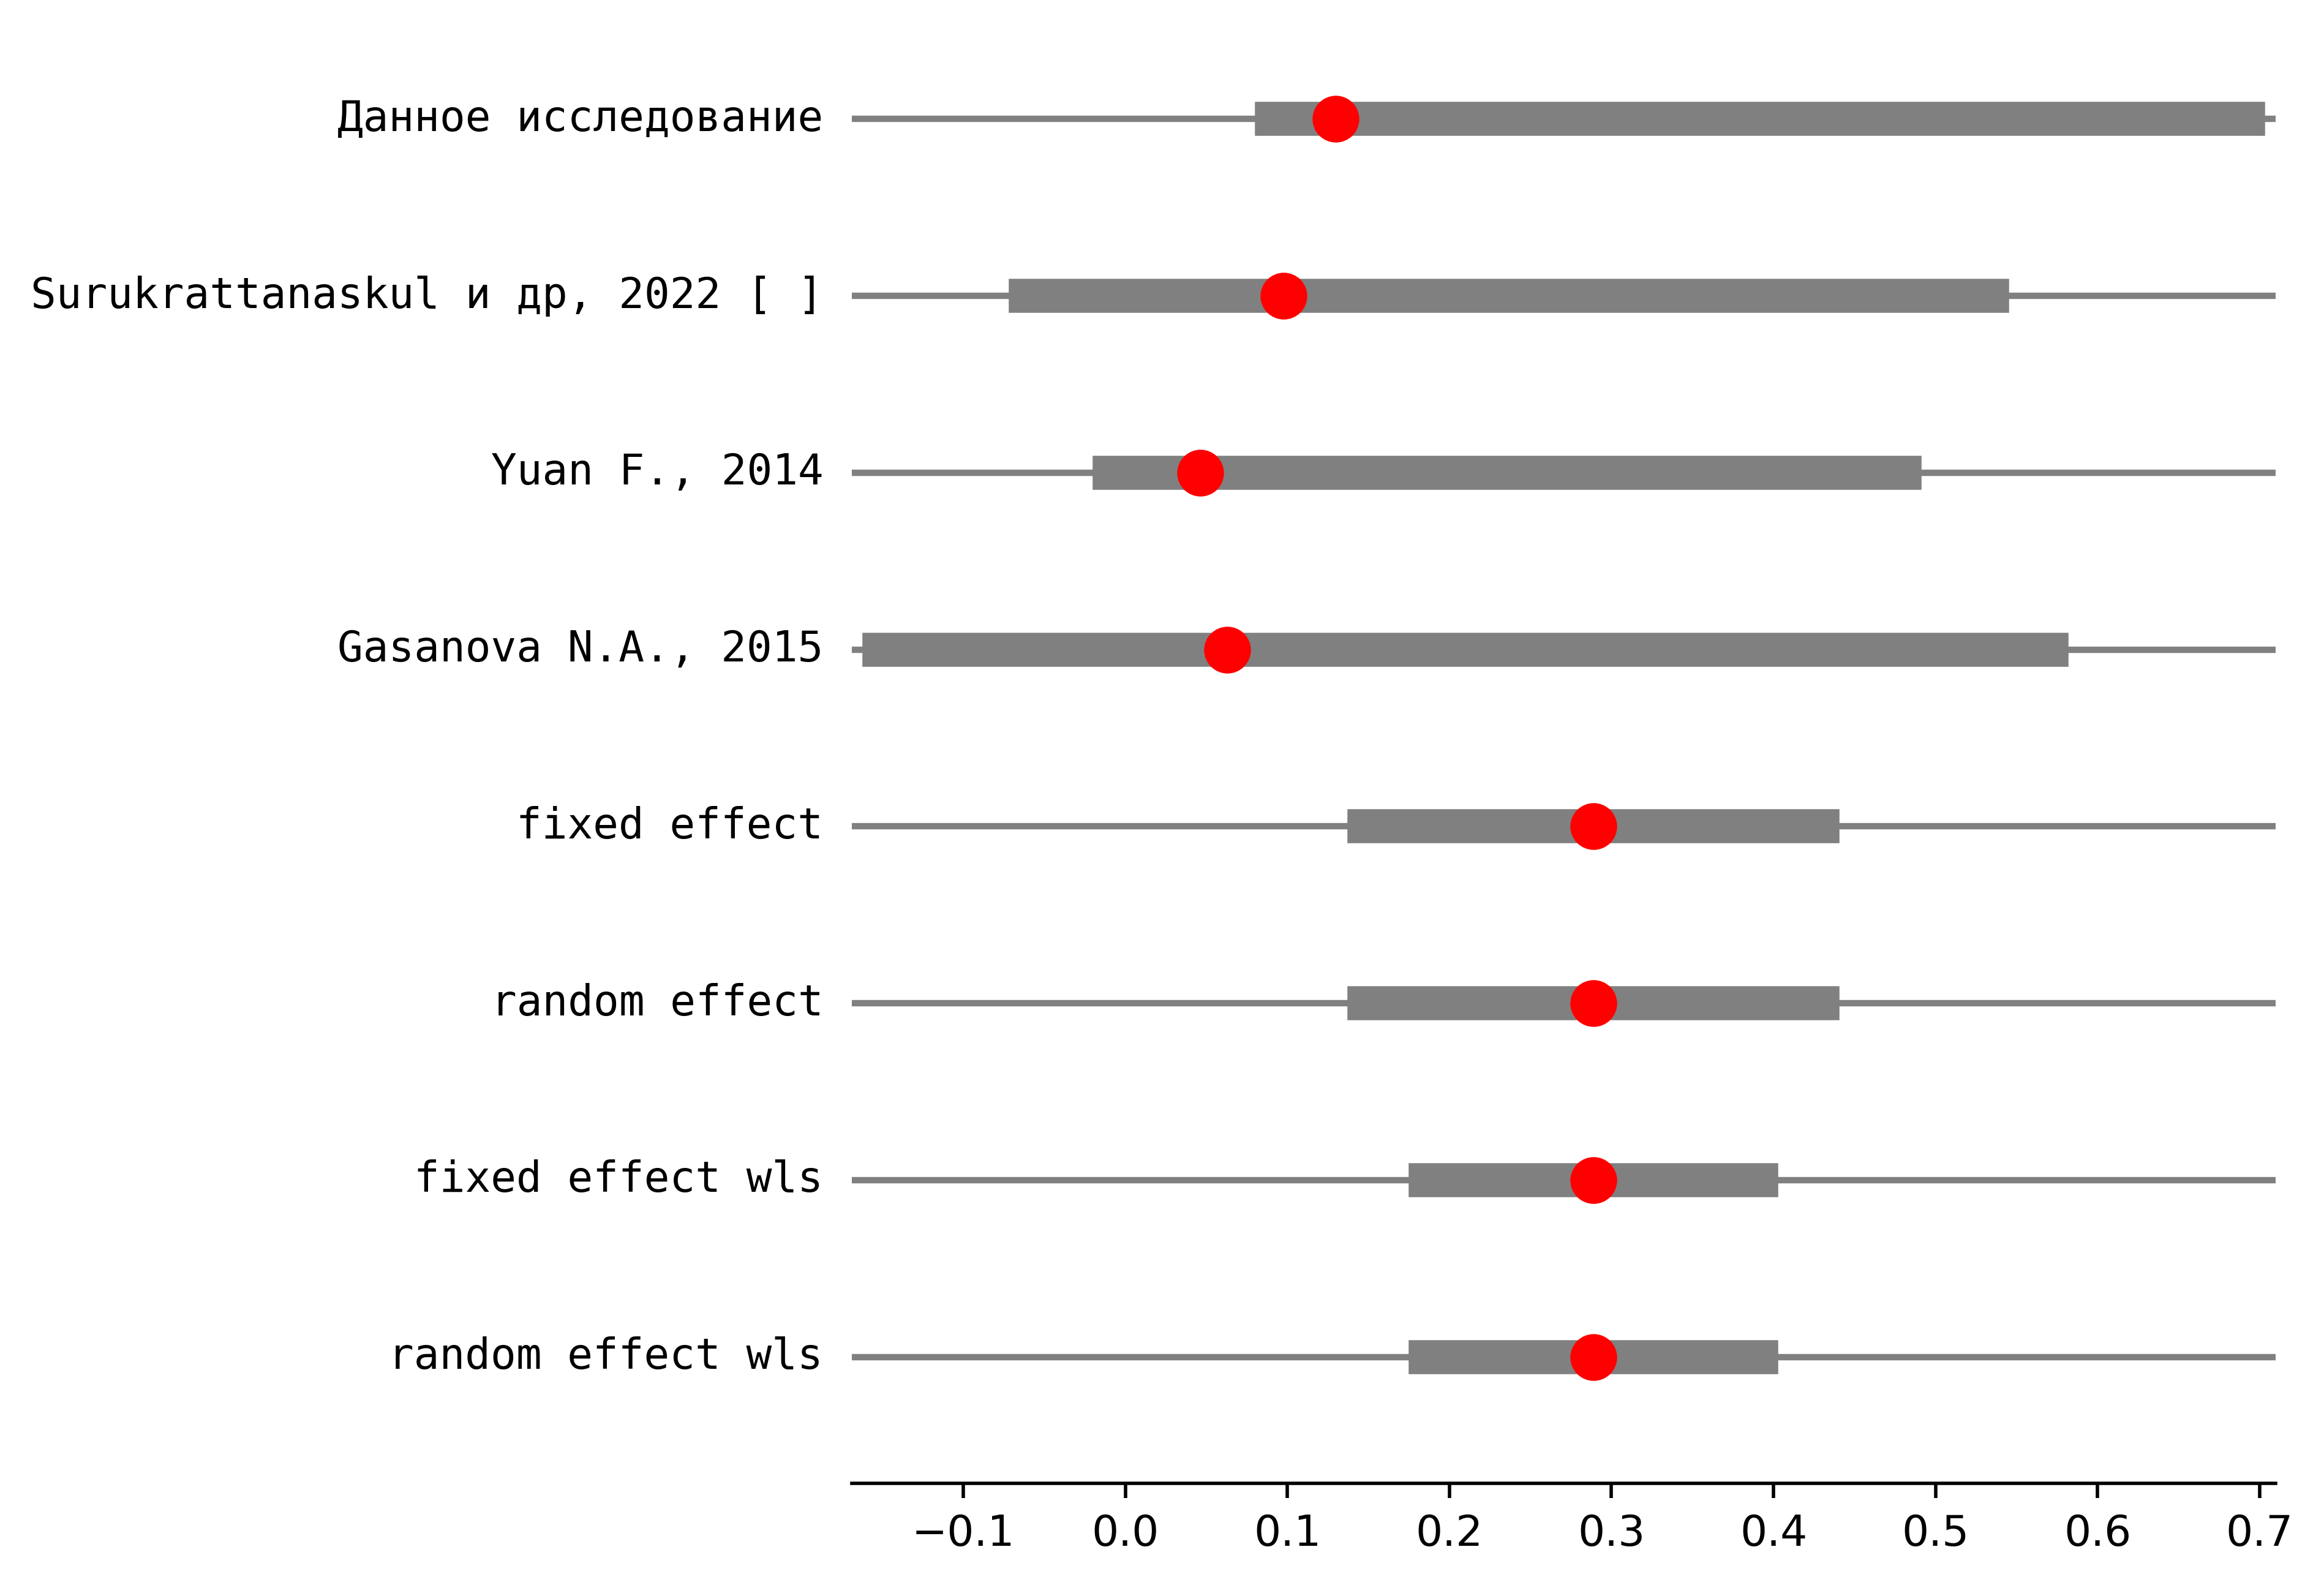 Данное исследование
Surukrattanaskul и др, 2022 [ ]
Yuan F., 2014
Gasanova N.A., 2015
fixed effect
random effect
fixed effect wls
random effect wls
−0.1 0.0 0.1 0.2 0.3 0.4 0.5 0.6 0.7